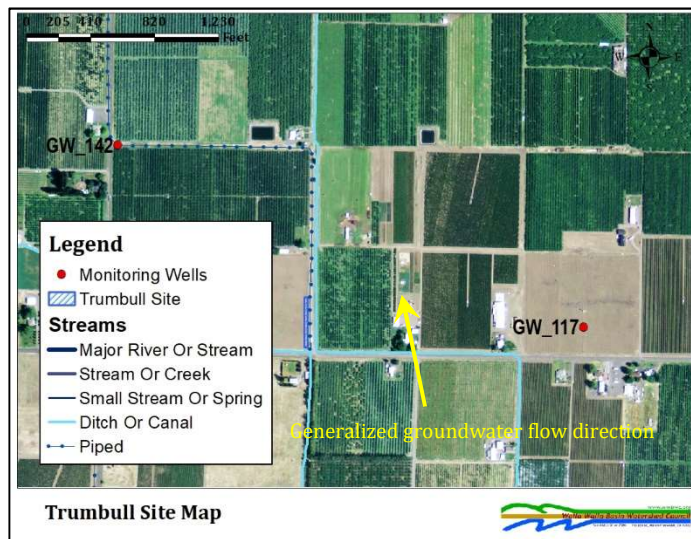 0 205 410 820 1,230
Feet
N
W E
S
GW_142
Legend
Monitoring Wells
Trumbull Site
Streams
Major River Or Stream
Stream Or Creek
Small Stream Or Spring
Ditch Or Canal
Piped
GW_117
Generalized groundwater flow direction
Trumbull Site Map
Walla Walla Basin Watershed Council